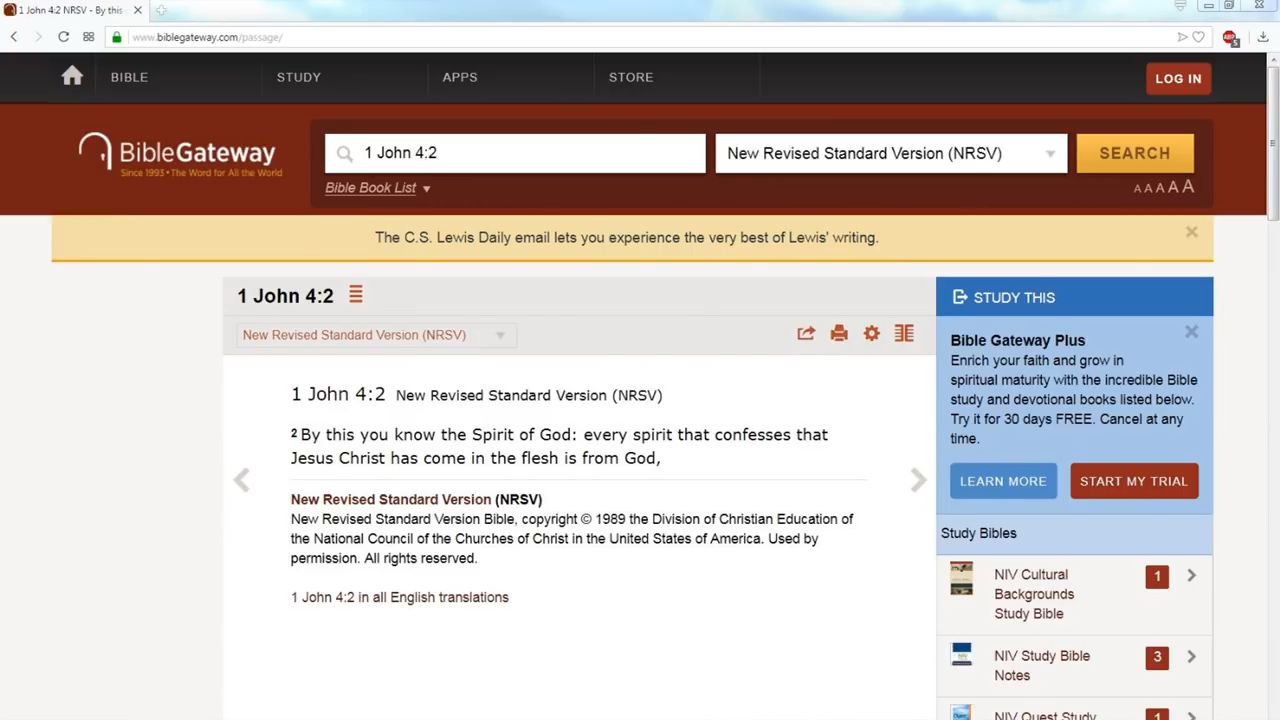 1 John 4:2 NRSV - By this
www.biblegateway.com/passage/
5
BIBLE
STUDY
APPS
STORE
LOG IN
BibleGateway
Since 1993 • The Word for All the World
1 John 4:2
New Revised Standard Version (NRSV)
SEARCH
Bible Book List
A A A A A
The C.S. Lewis Daily email lets you experience the very best of Lewis' writing.
1 John 4:2
New Revised Standard Version (NRSV)
1 John 4:2 New Revised Standard Version (NRSV)
2 By this you know the Spirit of God: every spirit that confesses that
Jesus Christ has come in the flesh is from God,
New Revised Standard Version (NRSV)
New Revised Standard Version Bible, copyright © 1989 the Division of Christian Education of
the National Council of the Churches of Christ in the United States of America. Used by
permission. All rights reserved.
1 John 4:2 in all English translations
STUDY THIS
Bible Gateway Plus
Enrich your faith and grow in
spiritual maturity with the incredible Bible
study and devotional books listed below.
Try it for 30 days FREE. Cancel at any
time.
LEARN MORE
START MY TRIAL
Study Bibles
NIV Cultural
Backgrounds
Study Bible
1
NIV Study Bible
Notes
3
NIV Quest Study
1